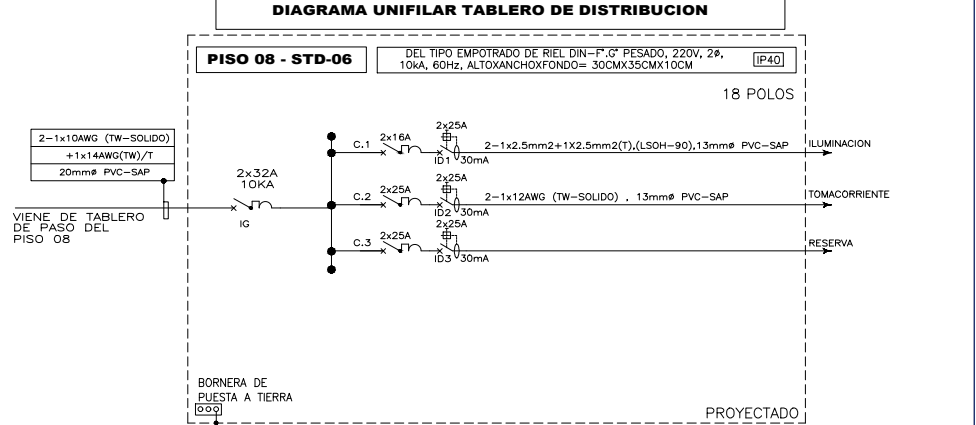 DIAGRAMA UNIFILAR TABLERO DE DISTRIBUCION
PISO 08 - STD-06
DEL TIPO EMPOTRADO DE RIEL DIN-F°.G° PESADO, 220V, 2ø,
10kA, 60Hz, ALTOXANCHOXFONDO= 30CMX35CMX10CM
IP40
18 POLOS
2-1x10AWG (TW-SOLIDO)
+1x14AWG(TW)/T
20mmø PVC-SAP
VIENE DE TABLERO
DE PASO DEL
PISO 08
2x32A
10KA
IG
C.1
2x16A
2x25A
ID1
30mA
2-1x2.5mm2+1X2.5mm2(T),(LSOH-90),13mmø PVC-SAP
ILUMINACION
C.2
2x25A
2x25A
ID2
30mA
2-1x12AWG (TW-SOLIDO) , 13mmø PVC-SAP
TOMACORRIENTE
C.3
2x25A
2x25A
ID3
30mA
RESERVA
BORNERA DE
PUESTA A TIERRA
PROYECTADO